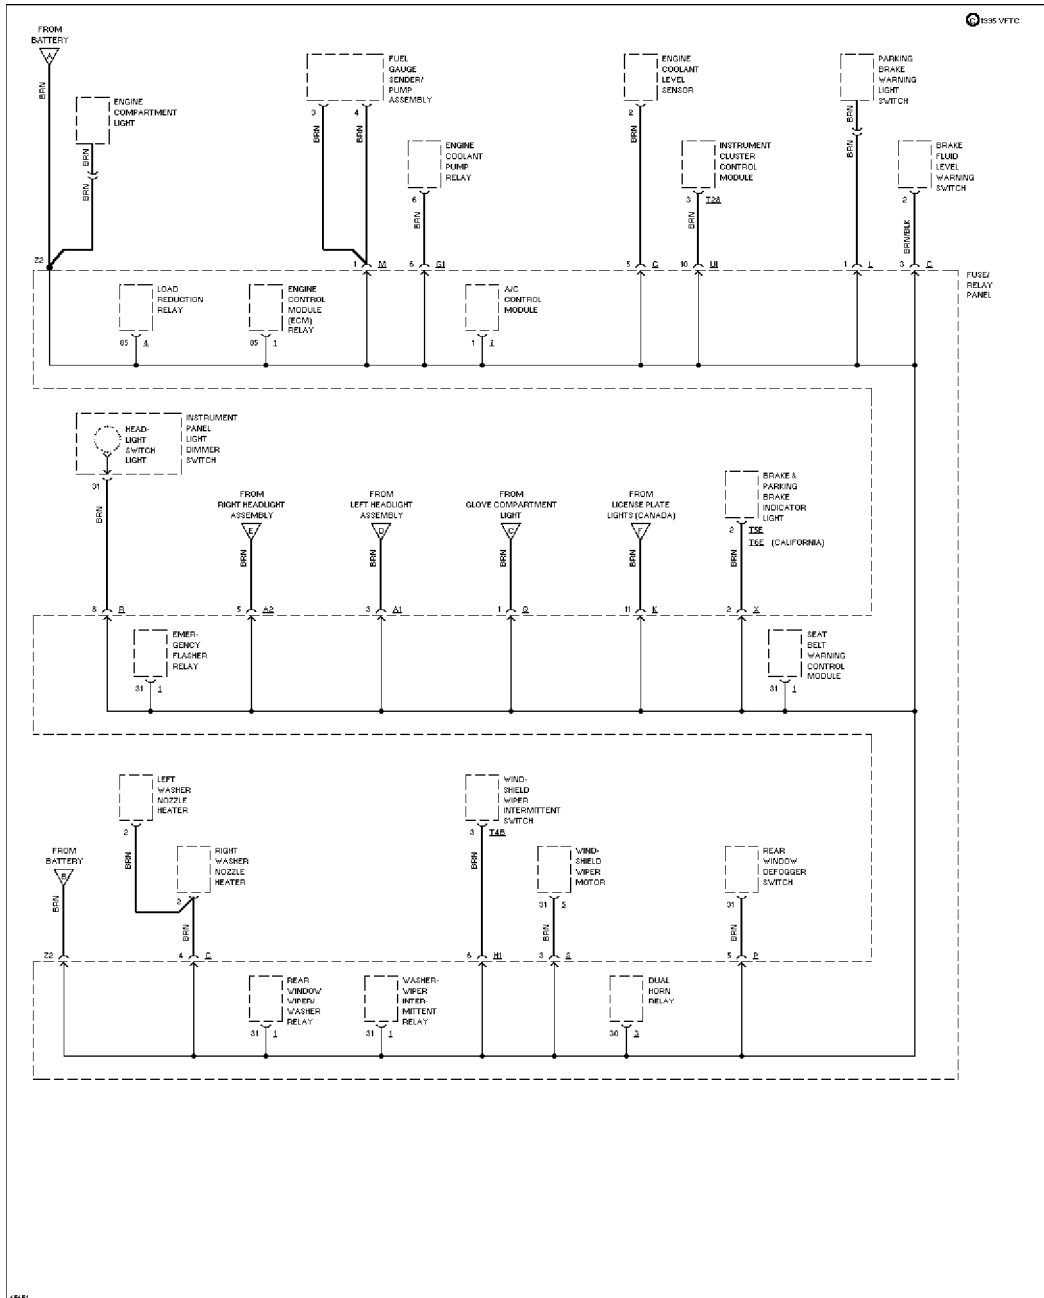 © 1995 VFTC
FROM
BATTERY
A
BRN
ENGINE
COMPARTMENT
LIGHT
BRN
BRN
FUEL
GAUGE
SENDER/
PUMP
ASSEMBLY
3
4
BRN
BRN
ENGINE
COOLANT
PUMP
RELAY
6
BRN
ENGINE
COOLANT
LEVEL
SENSOR
2
BRN
INSTRUMENT
CLUSTER
CONTROL
MODULE
3
T28
BRN
PARKING
BRAKE
WARNING
LIGHT
SWITCH
BRN
BRN
BRAKE
FLUID
LEVEL
WARNING
SWITCH
2
BRN/BLK
Z2
1 M
6 G1
5 C
10 U1
1 L
3 C
FUSE/
RELAY
PANEL
LOAD
REDUCTION
RELAY
85 4
ENGINE
CONTROL
MODULE
(ECM)
RELAY
85 1
A/C
CONTROL
MODULE
1 7
HEAD-
LIGHT
SWITCH
LIGHT
INSTRUMENT
PANEL
LIGHT
DIMMER
SWITCH
31
BRN
FROM
RIGHT HEADLIGHT
ASSEMBLY
E
BRN
FROM
LEFT HEADLIGHT
ASSEMBLY
D
BRN
FROM
GLOVE COMPARTMENT
LIGHT
C
BRN
FROM
LICENSE PLATE
LIGHTS (CANADA)
F
BRN
BRAKE &
PARKING
BRAKE
INDICATOR
LIGHT
2 T5E
T6E (CALIFORNIA)
BRN
8 R
5 A2
3 A1
1 Q
11 K
2 X
EMER-
GENCY
FLASHER
RELAY
31 1
SEAT
BELT
WARNING
CONTROL
MODULE
31 1
LEFT
WASHER
NOZZLE
HEATER
2
BRN
FROM
BATTERY
B
BRN
RIGHT
WASHER
NOZZLE
HEATER
2
BRN
WIND-
SHIELD
WIPER
INTERMITTENT
SWITCH
3 T4B
BRN
WIND-
SHIELD
WIPER
MOTOR
31 5
BRN
REAR
WINDOW
DEFOGGER
SWITCH
31
BRN
Z2
4 C
6 H1
3 S
5 P
REAR
WINDOW
WIPER/
WASHER
RELAY
31 1
WASHER-
WIPER
INTER-
MITTENT
RELAY
31 1
DUAL
HORN
RELAY
30 3